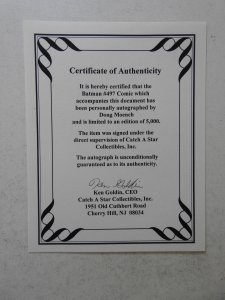 Certificate of Authenticity
It is hereby certified that the
Batman #497 Comic which
accompanies this document has
been personally autographed by
Doug Moench
and is limited to an edition of 5,000.
The item was signed under the
direct supervision of Catch A Star
Collectibles, Inc.
The autograph is unconditionally
guaranteed as to its authenticity.
Ken Goldin
Ken Goldin, CEO
Catch A Star Collectibles, Inc.
1951 Old Cuthbert Road
Cherry Hill, NJ 08034